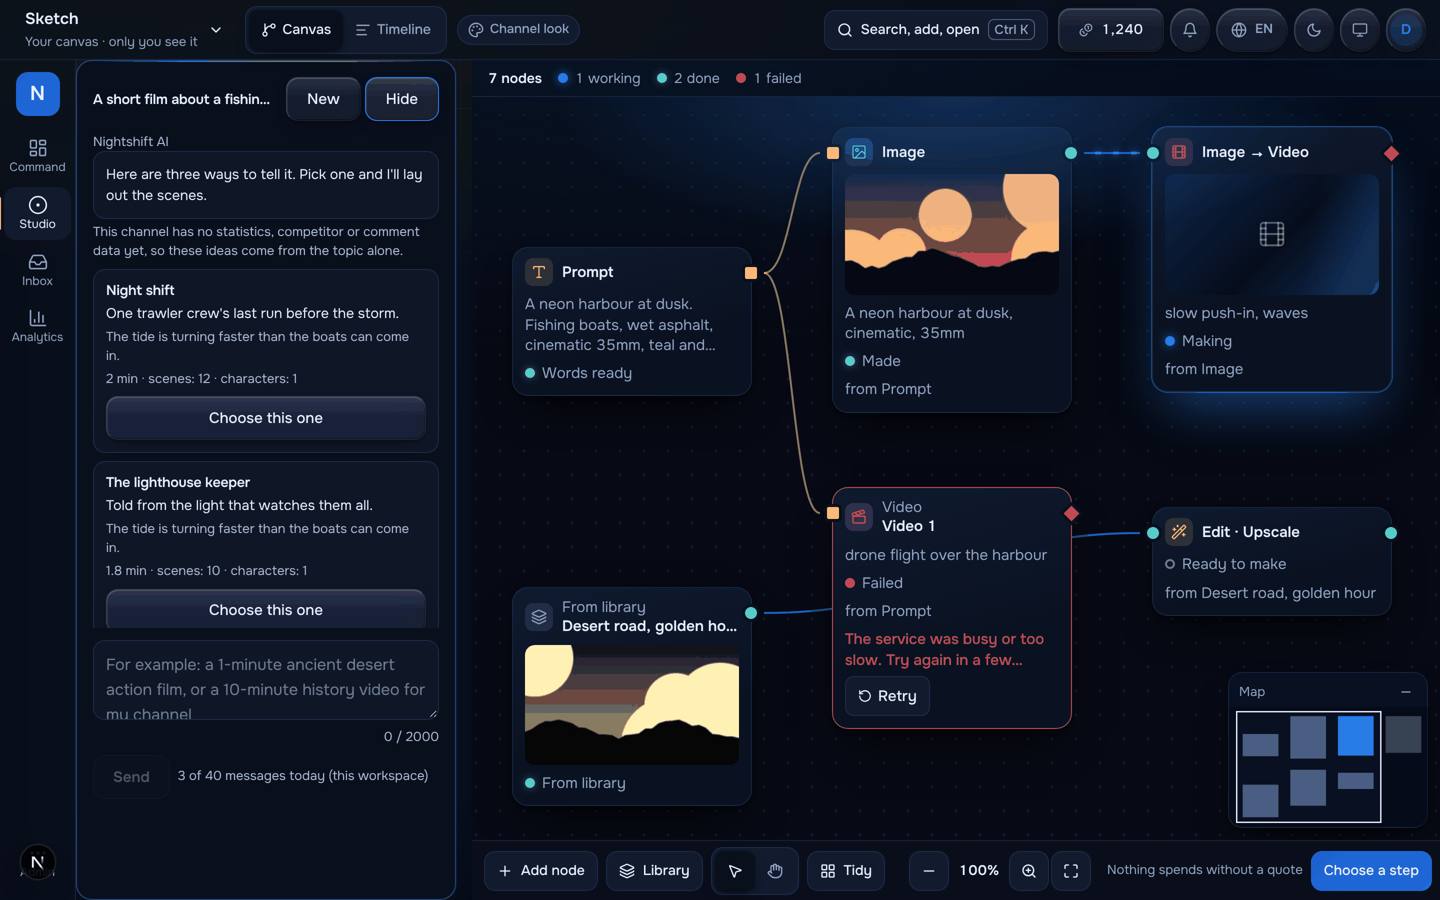 Sketch
Your canvas · only you see it
Canvas
Timeline
Channel look
Search, add, open
Ctrl K
1,240
EN
D
N
Command
Studio
Inbox
Analytics
N
A short film about a fishin...
New
Hide
Nightshift AI
Here are three ways to tell it. Pick one and I'll lay
out the scenes.
This channel has no statistics, competitor or comment
data yet, so these ideas come from the topic alone.
Night shift
One trawler crew's last run before the storm.
The tide is turning faster than the boats can come
in.
2 min · scenes: 12 · characters: 1
Choose this one
The lighthouse keeper
Told from the light that watches them all.
The tide is turning faster than the boats can come
in.
1.8 min · scenes: 10 · characters: 1
Choose this one
For example: a 1-minute ancient desert
action film, or a 10-minute history video for
my channel
0 / 2000
Send
3 of 40 messages today (this workspace)
7 nodes
1 working
2 done
1 failed
Prompt
A neon harbour at dusk.
Fishing boats, wet asphalt,
cinematic 35mm, teal and...
Words ready
Image
A neon harbour at dusk,
cinematic, 35mm
Made
from Prompt
Image → Video
slow push-in, waves
Making
from Image
Video
Video 1
drone flight over the harbour
Failed
from Prompt
The service was busy or too
slow. Try again in a few...
Retry
Edit · Upscale
Ready to make
from Desert road, golden hour
From library
Desert road, golden ho...
From library
Map
Add node
Library
Tidy
100%
Nothing spends without a quote
Choose a step